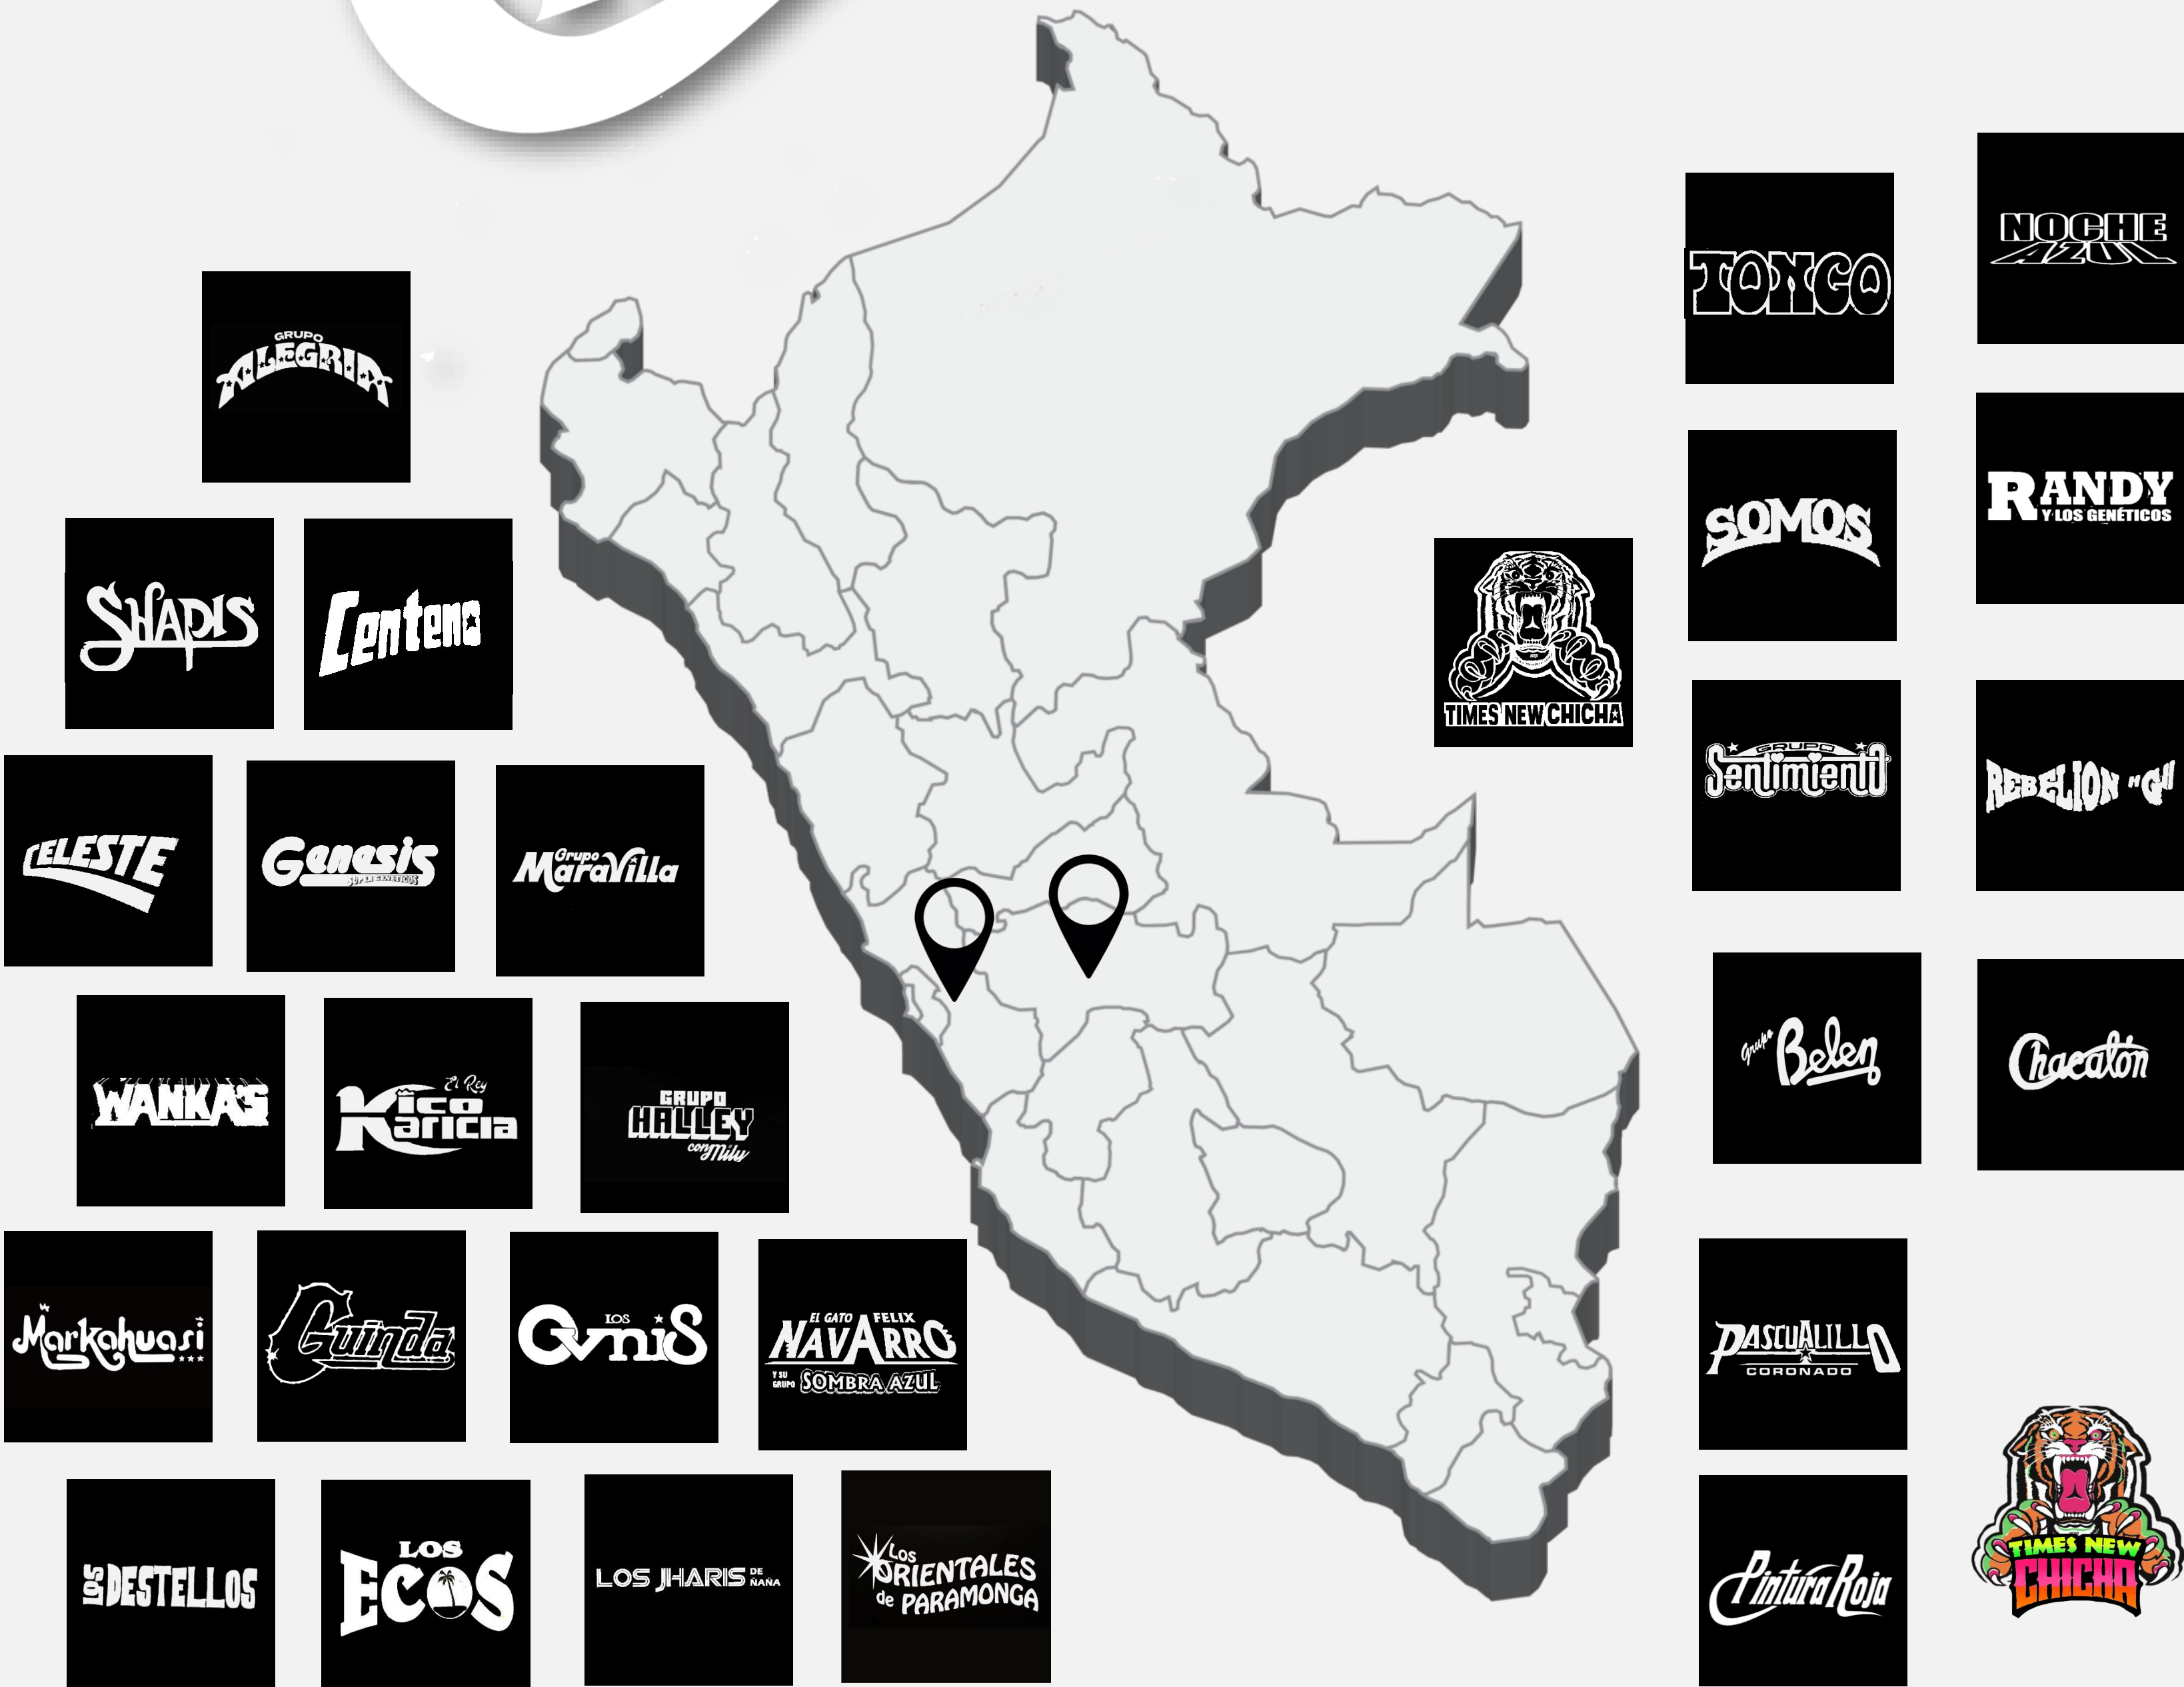 GRUPO
ALEGRIA
SHAPIS
Centeno
CELESTE
Genesis
Grupo
Maravilla
WANKAS
El Rey
Kico
Karicia
GRUPO
HALLEY
con Milu
Markahuasi
Guinda
LOS
OVNIS
EL GATO FELIX
NAVARRO
Y SU
GRUPO
SOMBRA AZUL
LOS
DESTELLOS
LOS
ECOS
LOS JHARIS DE
ÑAÑA
LOS
ORIENTALES
de PARAMONGA
TIMES NEW CHICHA
TONGO
NOCHE
AZUL
SOMOS
RANDY
Y LOS GENÉTICOS
GRUPO
Sentimiento
REBELION "G"
Grupo
Belen
Chacalón
PASCUALILLO
CORONADO
Pintura Roja
TIMES NEW
CHICHA